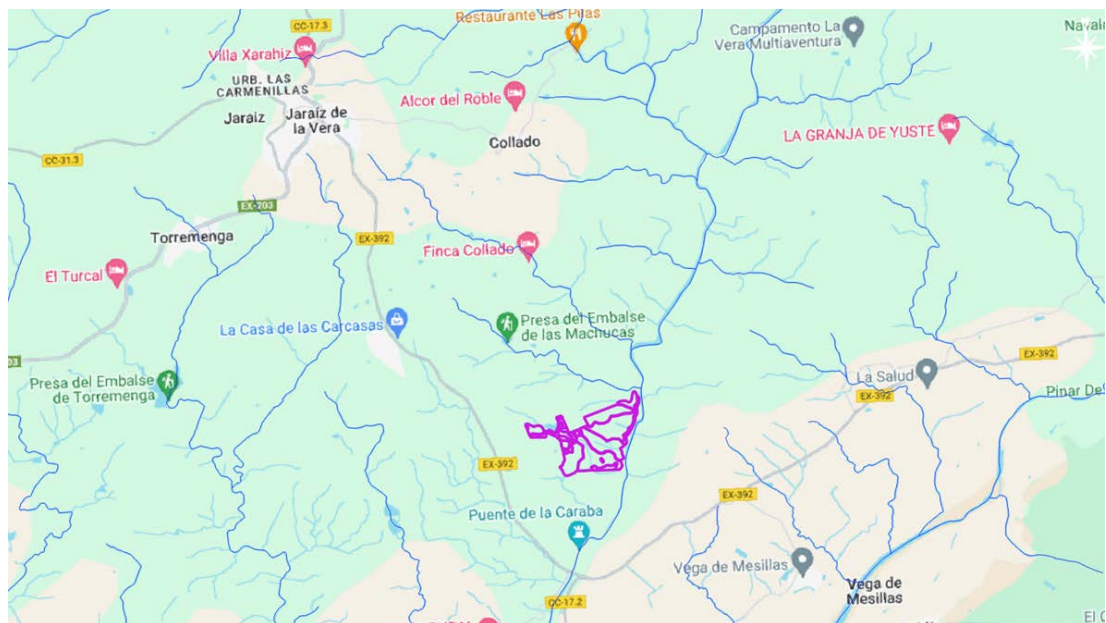 Restaurante Las Pilas
CC-17.3
Campamento La
Vera Multiaventura
Villa Xarahiz
URB. LAS
CARMENILLAS
Alcor del Roble
Jaraiz
Jaraíz de
la Vera
LA GRANJA DE YUSTE
Collado
CC-31.3
EX-203
Torremenga
EX-392
Finca Collado
El Turcal
La Casa de las Carcasas
Presa del Embalse
de las Machucas
EX-392
Presa del Embalse
de Torremenga
La Salud
EX-392
EX-392
EX-392
Puente de la Caraba
Vega de Mesillas
Vega de
Mesillas
CC-17.2